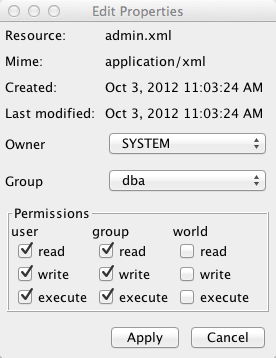 Edit Properties
Resource: admin.xml
Mime: application/xml
Created: Oct 3, 2012 11:03:24 AM
Last modified: Oct 3, 2012 11:03:24 AM
Owner SYSTEM
Group dba
Permissions
user group world
read read read
write write write
execute execute execute
Apply Cancel